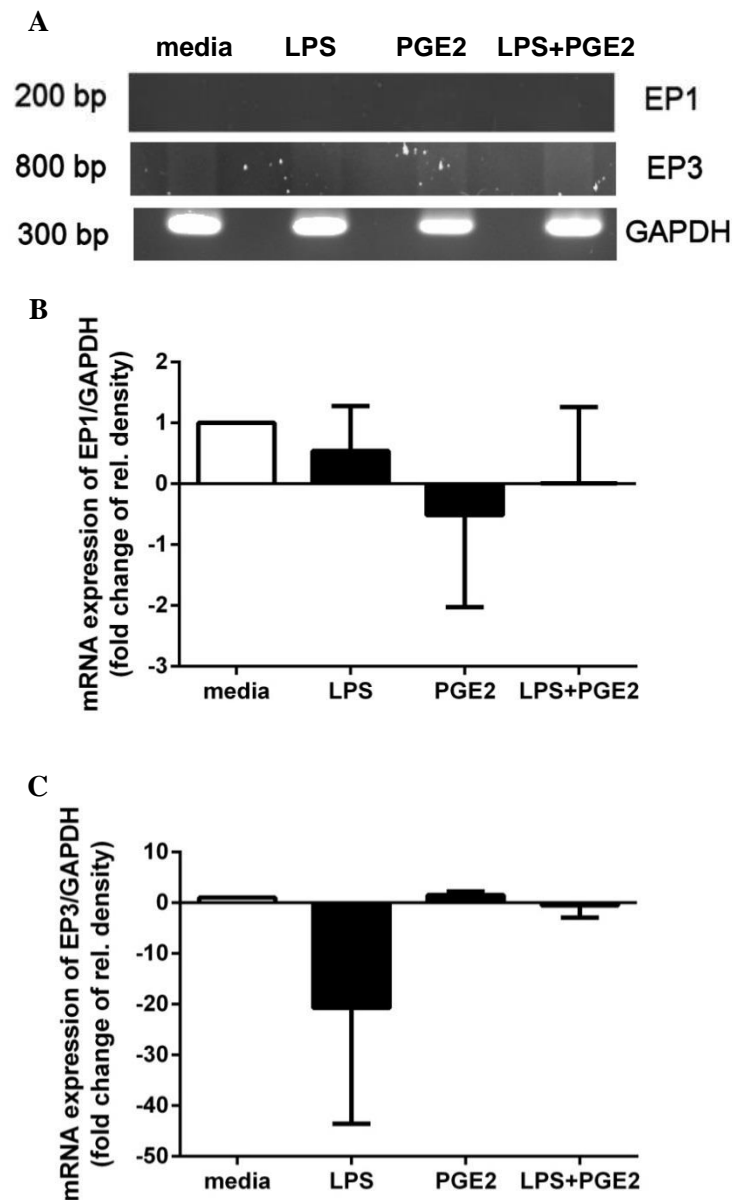 A
media LPS PGE2 LPS+PGE2
200 bp EP1
800 bp EP3
300 bp GAPDH
B
mRNA expression of EP1/GAPDH
(fold change of rel. density)
2
1
0
-1
-2
-3
media LPS PGE2 LPS+PGE2
C
mRNA expression of EP3/GAPDH
(fold change of rel. density)
10
0
-10
-20
-30
-40
-50
media LPS PGE2 LPS+PGE2